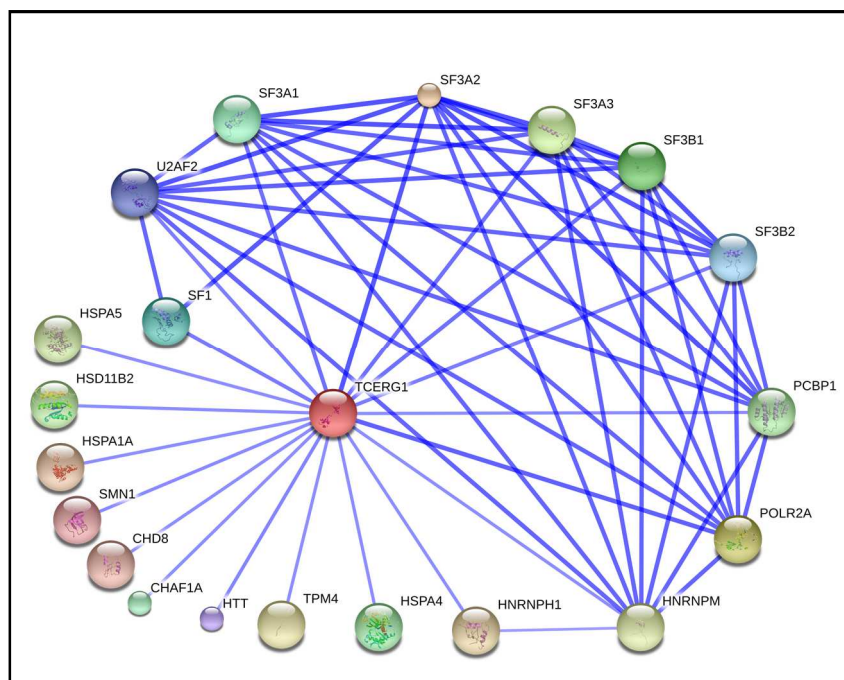 SF3A2
SF3A1
SF3A3
SF3B1
U2AF2
SF3B2
SF1
HSPA5
HSD11B2
TCERG1
PCBP1
HSPA1A
SMN1
POLR2A
CHD8
CHAF1A
HTT
TPM4
HSPA4
HNRNPH1
HNRNPM